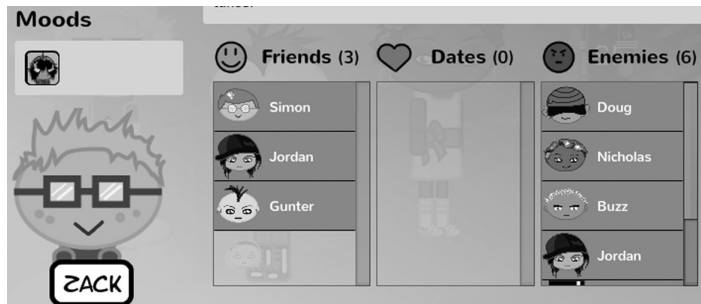 Moods
Friends (3)
Dates (0)
Enemies (6)
Simon
Jordan
Gunter
Doug
Nicholas
Buzz
Jordan
ZACK